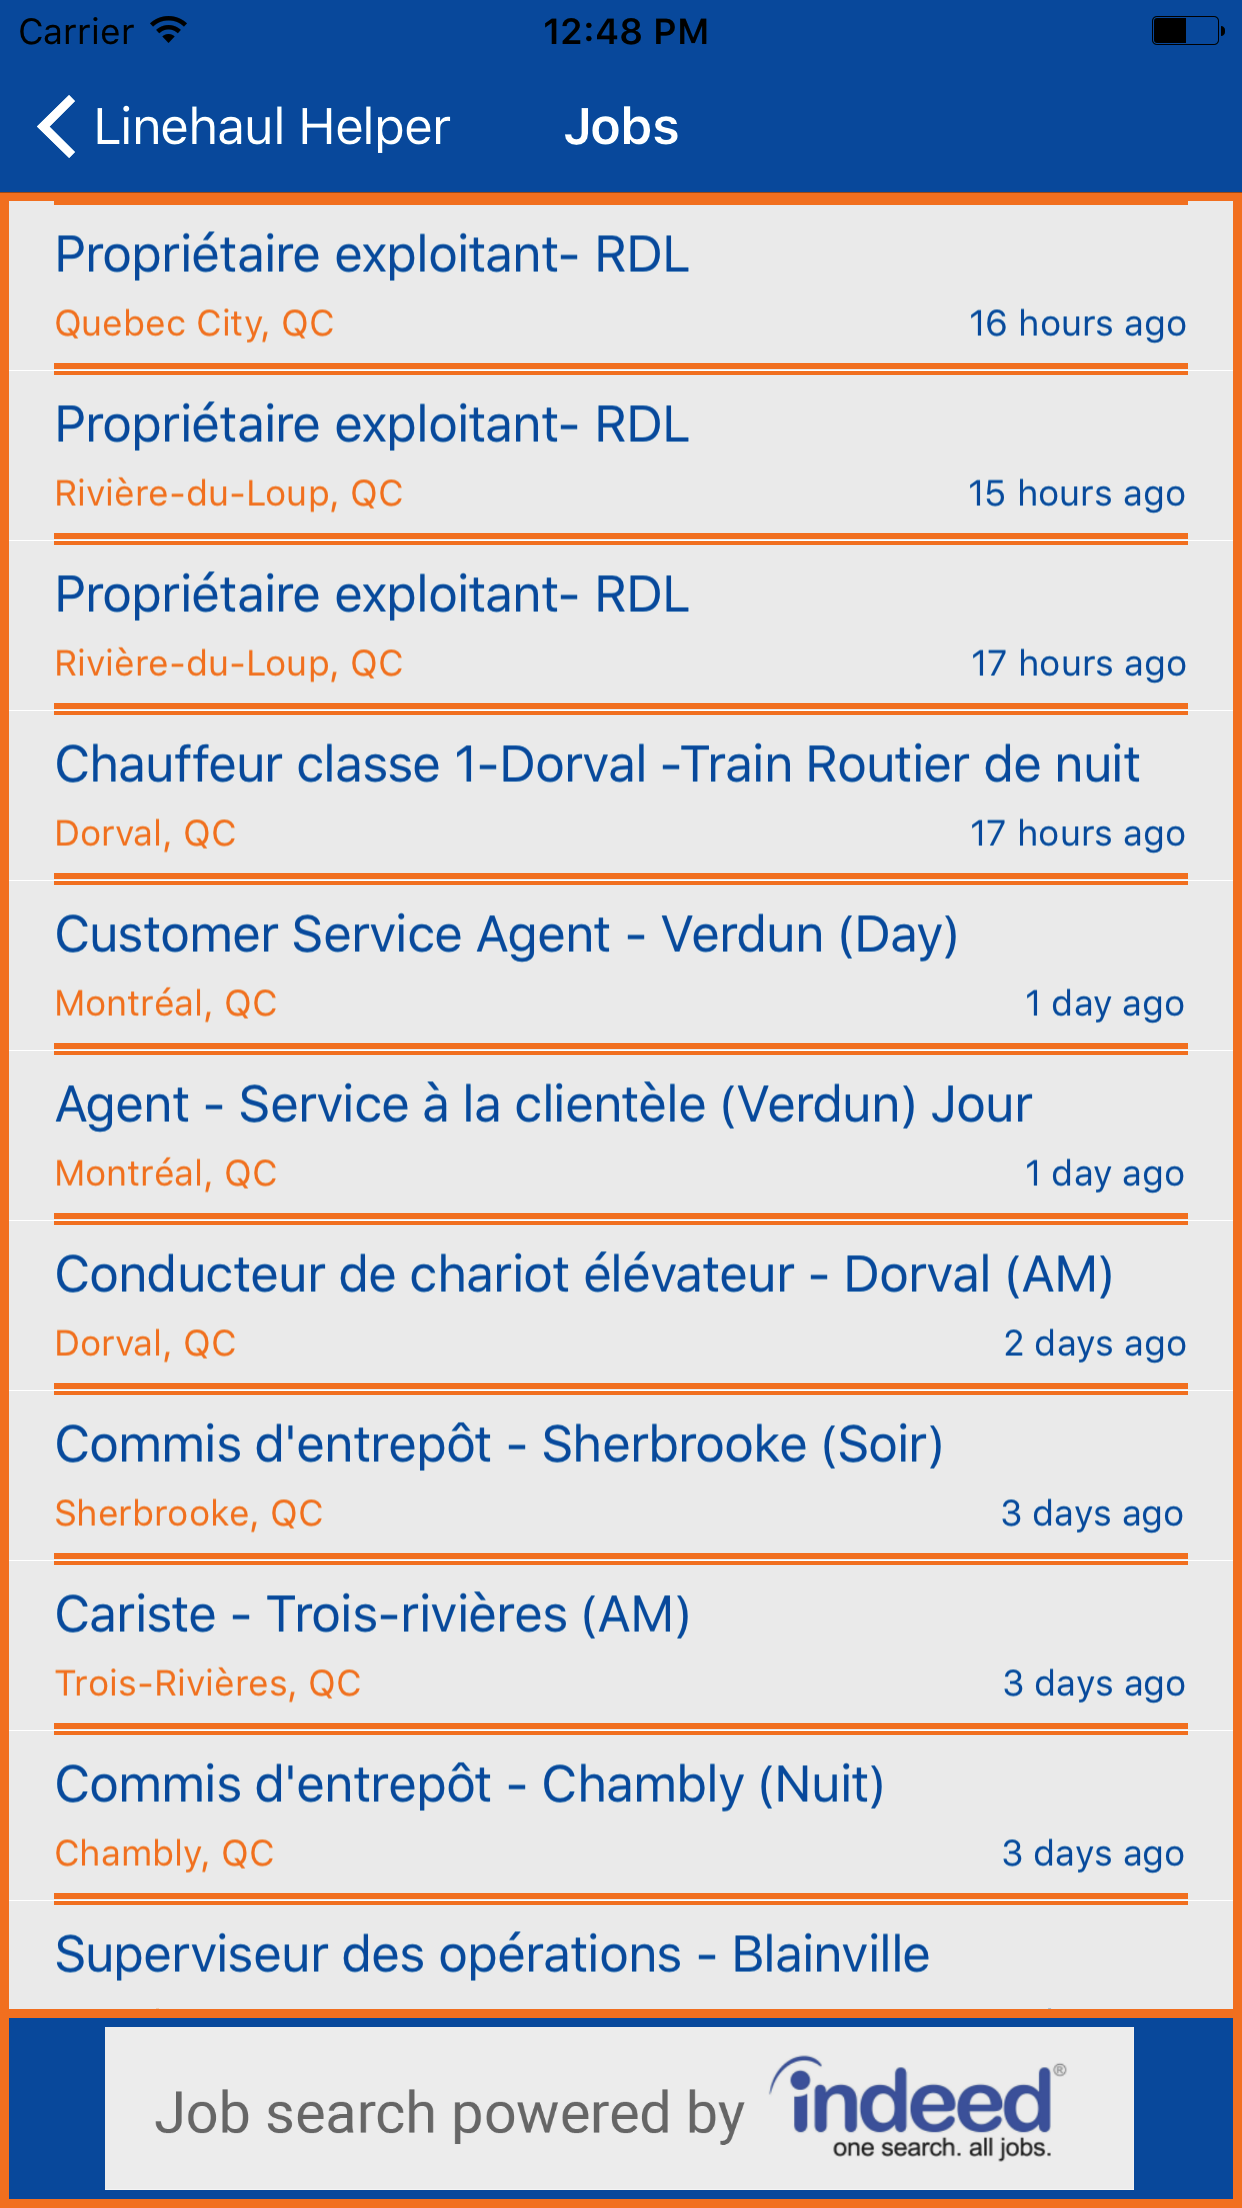 Carrier 12:48 PM
Linehaul Helper Jobs
Propriétaire exploitant- RDL
Quebec City, QC 16 hours ago
Propriétaire exploitant- RDL
Rivière-du-Loup, QC 15 hours ago
Propriétaire exploitant- RDL
Rivière-du-Loup, QC 17 hours ago
Chauffeur classe 1-Dorval -Train Routier de nuit
Dorval, QC 17 hours ago
Customer Service Agent - Verdun (Day)
Montréal, QC 1 day ago
Agent - Service à la clientèle (Verdun) Jour
Montréal, QC 1 day ago
Conducteur de chariot élévateur - Dorval (AM)
Dorval, QC 2 days ago
Commis d'entrepôt - Sherbrooke (Soir)
Sherbrooke, QC 3 days ago
Cariste - Trois-rivières (AM)
Trois-Rivières, QC 3 days ago
Commis d'entrepôt - Chambly (Nuit)
Chambly, QC 3 days ago
Superviseur des opérations - Blainville
Job search powered by indeed®
one search. all jobs.